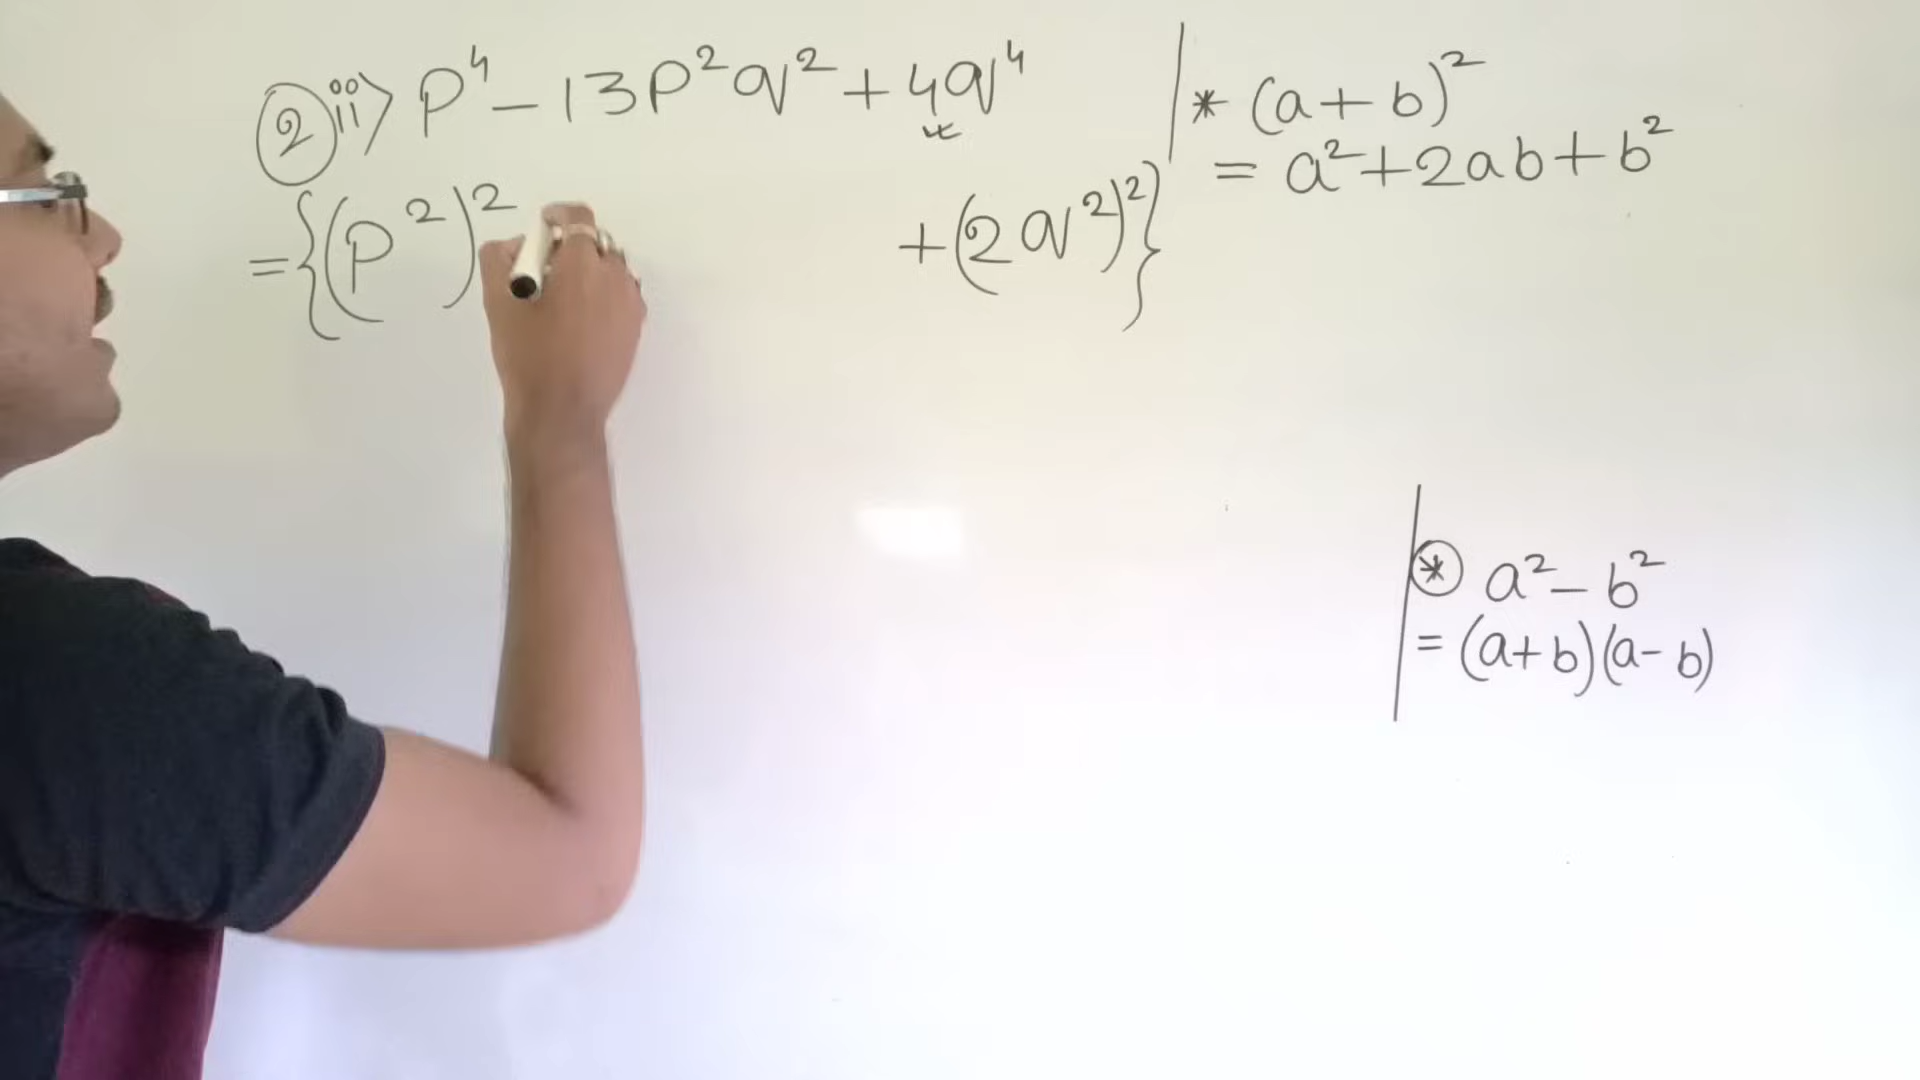 ② ii> P⁴ - 13P²q² + 4q⁴
= {(P²)² + (2q²)²}
* (a + b)²
= a² + 2ab + b²
⊛ a² - b²
= (a+b)(a-b)